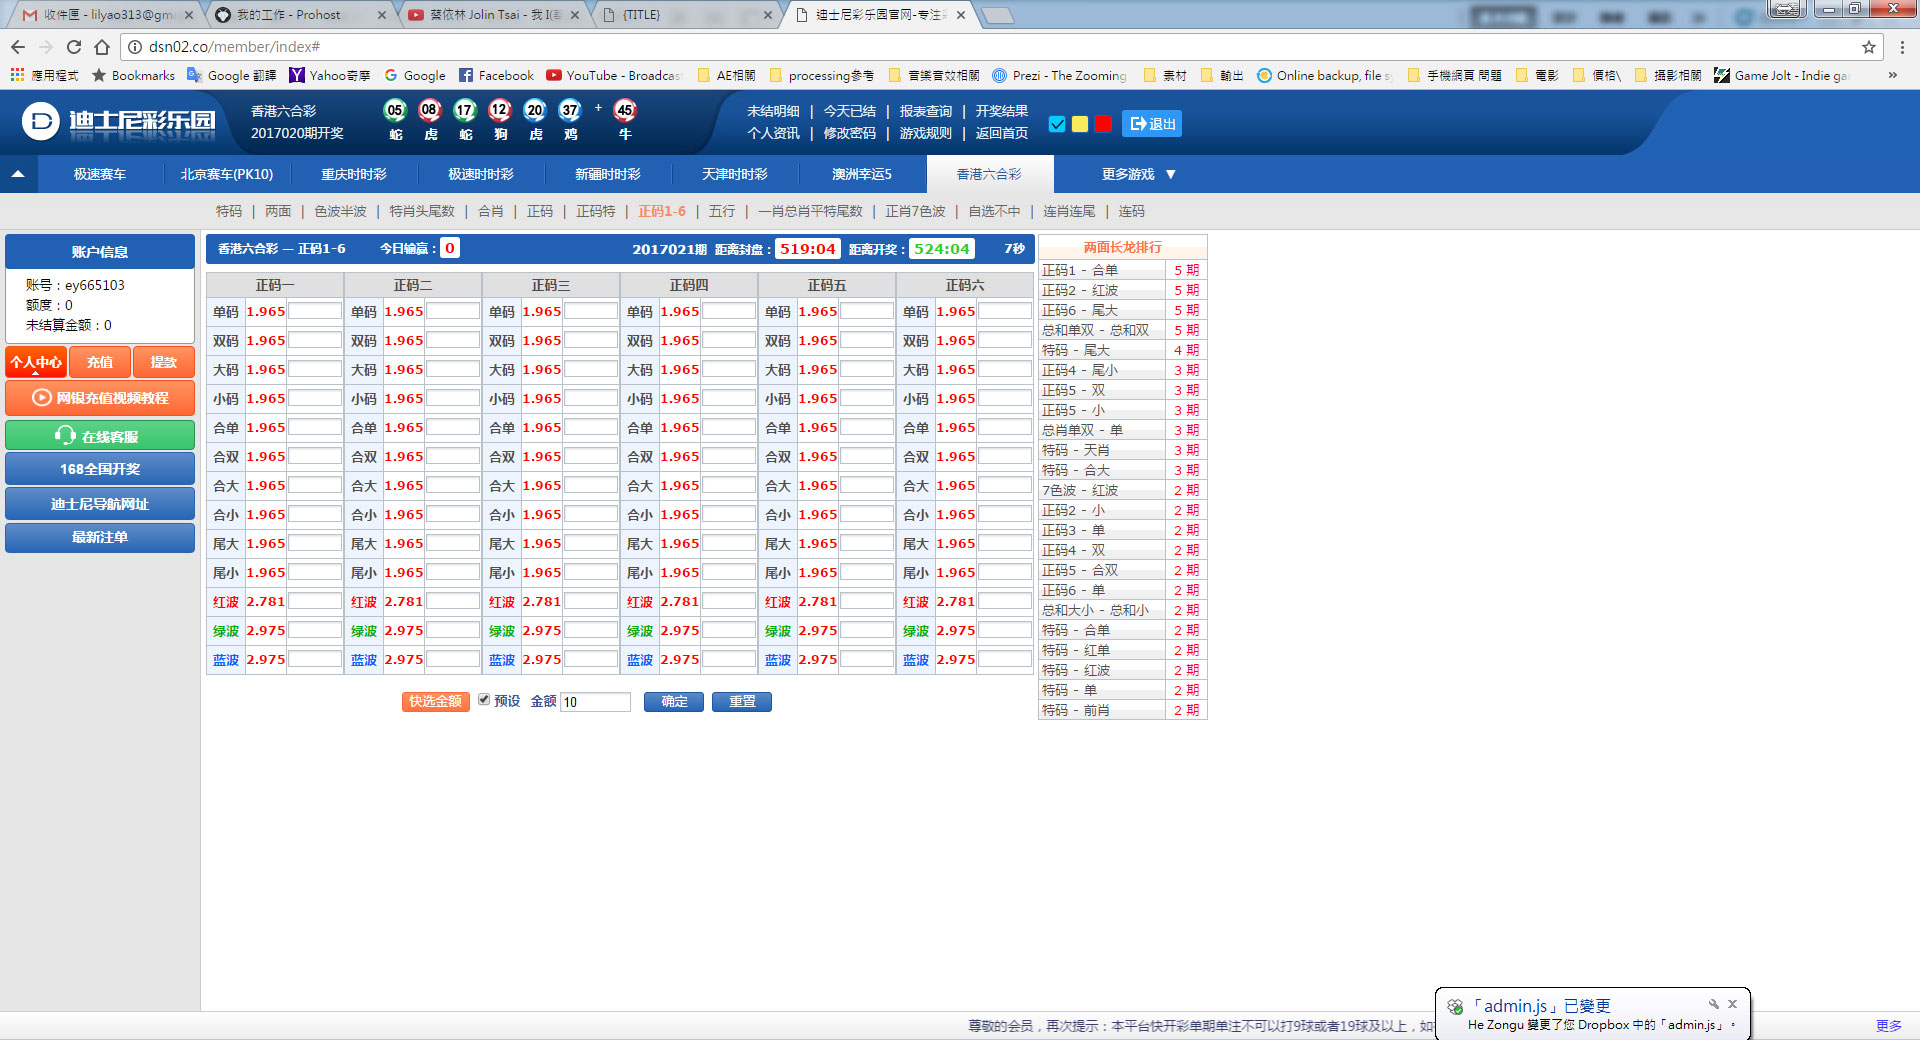 收件匣 - lilyao313@gm
我的工作 - Prohost
蔡依林 Jolin Tsai - 我
{TITLE}
迪士尼彩乐园官网-专注
dsn02.co/member/index#
應用程式 Bookmarks Google 翻譯 Yahoo奇摩 Google Facebook YouTube - Broadcas AE相關 processing參考 音樂音效相關 Prezi - The Zooming 素材 輸出 Online backup, file s 手機網頁 問題 電影 價格\ 攝影相關 Game Jolt - Indie ga »
D 迪士尼彩乐园
香港六合彩
2017020期开奖
05 08 17 12 20 37 + 45
蛇 虎 蛇 狗 虎 鸡 牛
未结明细 | 今天已结 | 报表查询 | 开奖结果
个人资讯 | 修改密码 | 游戏规则 | 返回首页
退出
极速赛车 北京赛车(PK10) 重庆时时彩 极速时时彩 新疆时时彩 天津时时彩 澳洲幸运5 香港六合彩 更多游戏 ▼
特码 | 两面 | 色波半波 | 特肖头尾数 | 合肖 | 正码 | 正码特 | 正码1-6 | 五行 | 一肖总肖平特尾数 | 正肖7色波 | 自选不中 | 连肖连尾 | 连码
账户信息
账号：ey665103
额度：0
未结算金额：0
个人中心 充值 提款
网银充值视频教程
在线客服
168全国开奖
迪士尼导航网址
最新注单
香港六合彩 — 正码1-6 今日输赢：0 2017021期 距离封盘：519:04 距离开奖：524:04 7秒
正码一 正码二 正码三 正码四 正码五 正码六
单码 1.965 单码 1.965 单码 1.965 单码 1.965 单码 1.965 单码 1.965
双码 1.965 双码 1.965 双码 1.965 双码 1.965 双码 1.965 双码 1.965
大码 1.965 大码 1.965 大码 1.965 大码 1.965 大码 1.965 大码 1.965
小码 1.965 小码 1.965 小码 1.965 小码 1.965 小码 1.965 小码 1.965
合单 1.965 合单 1.965 合单 1.965 合单 1.965 合单 1.965 合单 1.965
合双 1.965 合双 1.965 合双 1.965 合双 1.965 合双 1.965 合双 1.965
合大 1.965 合大 1.965 合大 1.965 合大 1.965 合大 1.965 合大 1.965
合小 1.965 合小 1.965 合小 1.965 合小 1.965 合小 1.965 合小 1.965
尾大 1.965 尾大 1.965 尾大 1.965 尾大 1.965 尾大 1.965 尾大 1.965
尾小 1.965 尾小 1.965 尾小 1.965 尾小 1.965 尾小 1.965 尾小 1.965
红波 2.781 红波 2.781 红波 2.781 红波 2.781 红波 2.781 红波 2.781
绿波 2.975 绿波 2.975 绿波 2.975 绿波 2.975 绿波 2.975 绿波 2.975
蓝波 2.975 蓝波 2.975 蓝波 2.975 蓝波 2.975 蓝波 2.975 蓝波 2.975
快选金额 预设 金额 10 确定 重置
两面长龙排行
正码1 - 合单 5 期
正码2 - 红波 5 期
正码6 - 尾大 5 期
总和单双 - 总和双 5 期
特码 - 尾大 4 期
正码4 - 尾小 3 期
正码5 - 双 3 期
正码5 - 小 3 期
总肖单双 - 单 3 期
特码 - 天肖 3 期
特码 - 合大 3 期
7色波 - 红波 2 期
正码2 - 小 2 期
正码3 - 单 2 期
正码4 - 双 2 期
正码5 - 合双 2 期
正码6 - 单 2 期
总和大小 - 总和小 2 期
特码 - 合单 2 期
特码 - 红单 2 期
特码 - 红波 2 期
特码 - 单 2 期
特码 - 前肖 2 期
尊敬的会员，再次提示：本平台快开彩单期单注不可以打9球或者19球及以上，如
更多
「admin.js」已變更
He Zongu 變更了您 Dropbox 中的「admin.js」。